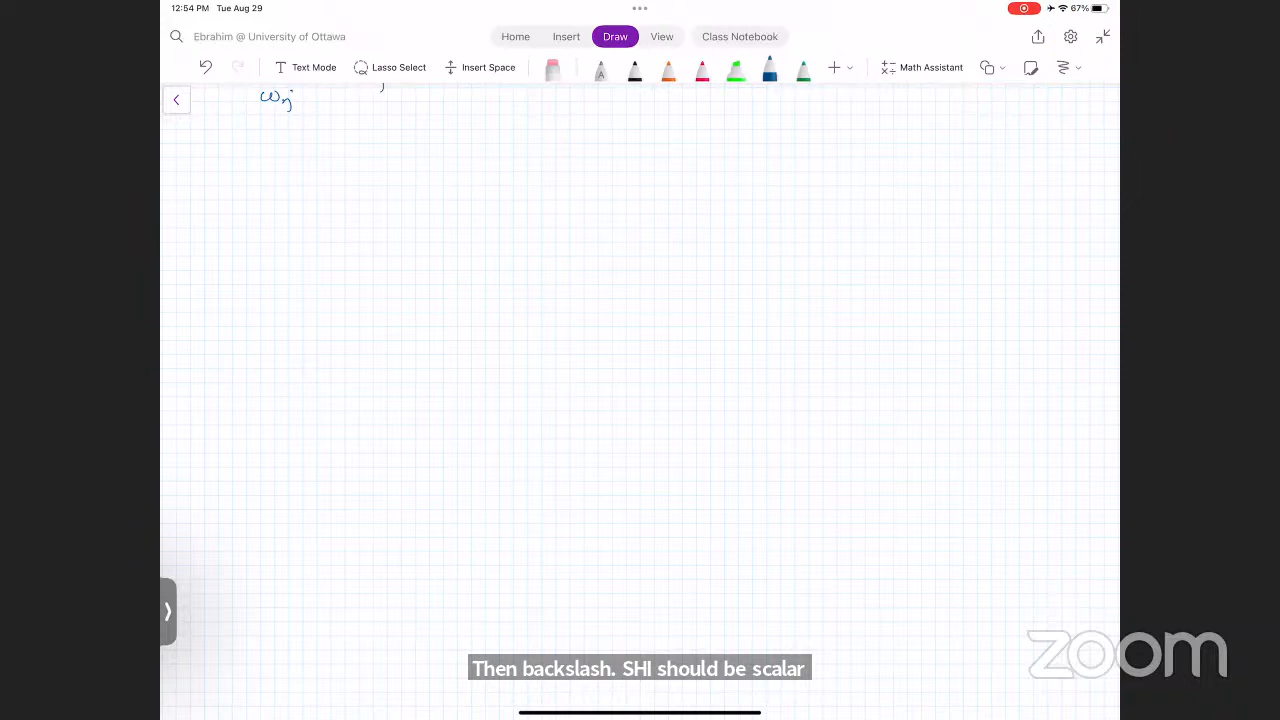 12:54 PM Tue Aug 29
67%
Ebrahim @ University of Ottawa
Home Insert Draw View Class Notebook
Text Mode Lasso Select Insert Space
A
Math Assistant
zoom
Then backslash. SHI should be scalar